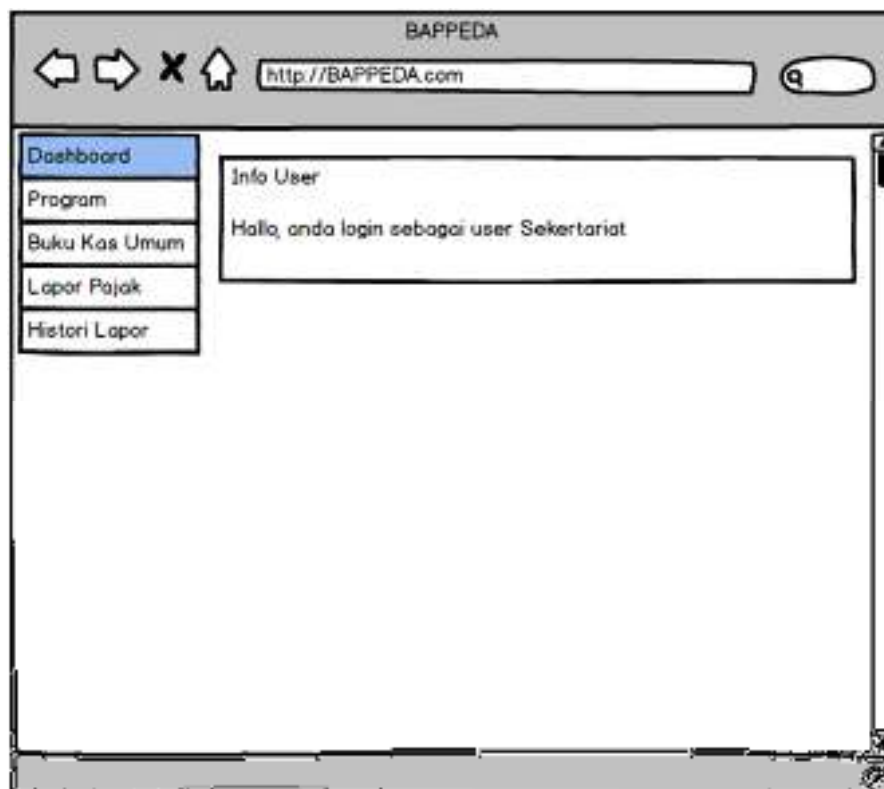 BAPPEDA
http://BAPPEDA.com
Dashboard
Program
Buku Kas Umum
Lapor Pajak
Histori Lapor
Info User
Hallo, anda login sebagai user Sekertariat